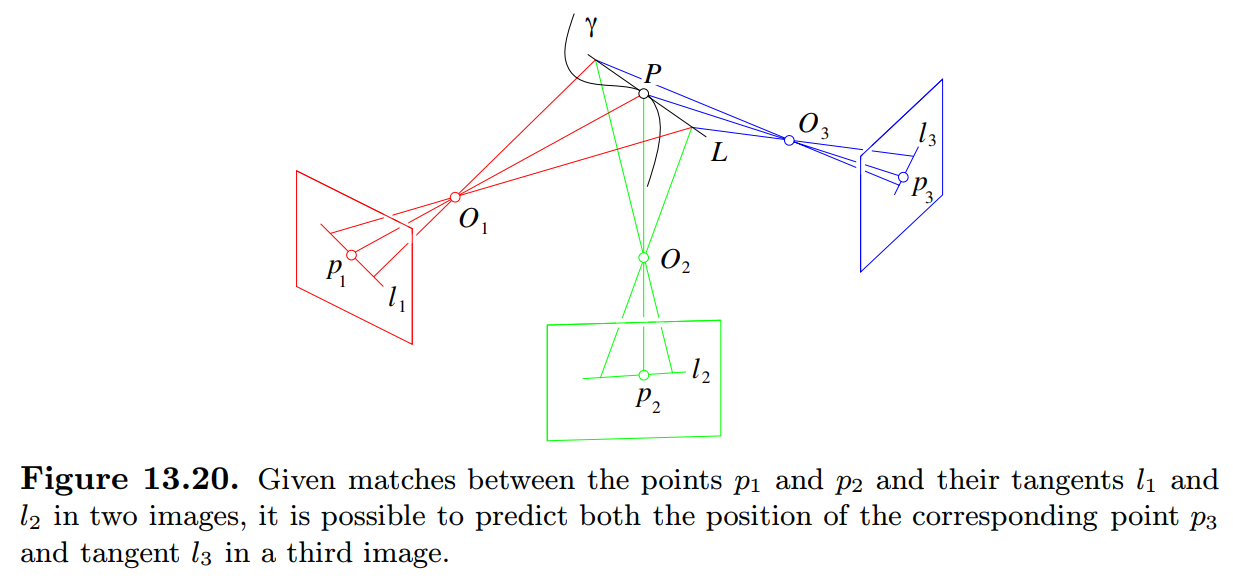 γ
P
O₃
l₃
L
p₃
O₁
O₂
p₁
l₁
l₂
p₂
Figure 13.20. Given matches between the points p₁ and p₂ and their tangents l₁ and
l₂ in two images, it is possible to predict both the position of the corresponding point p₃
and tangent l₃ in a third image.